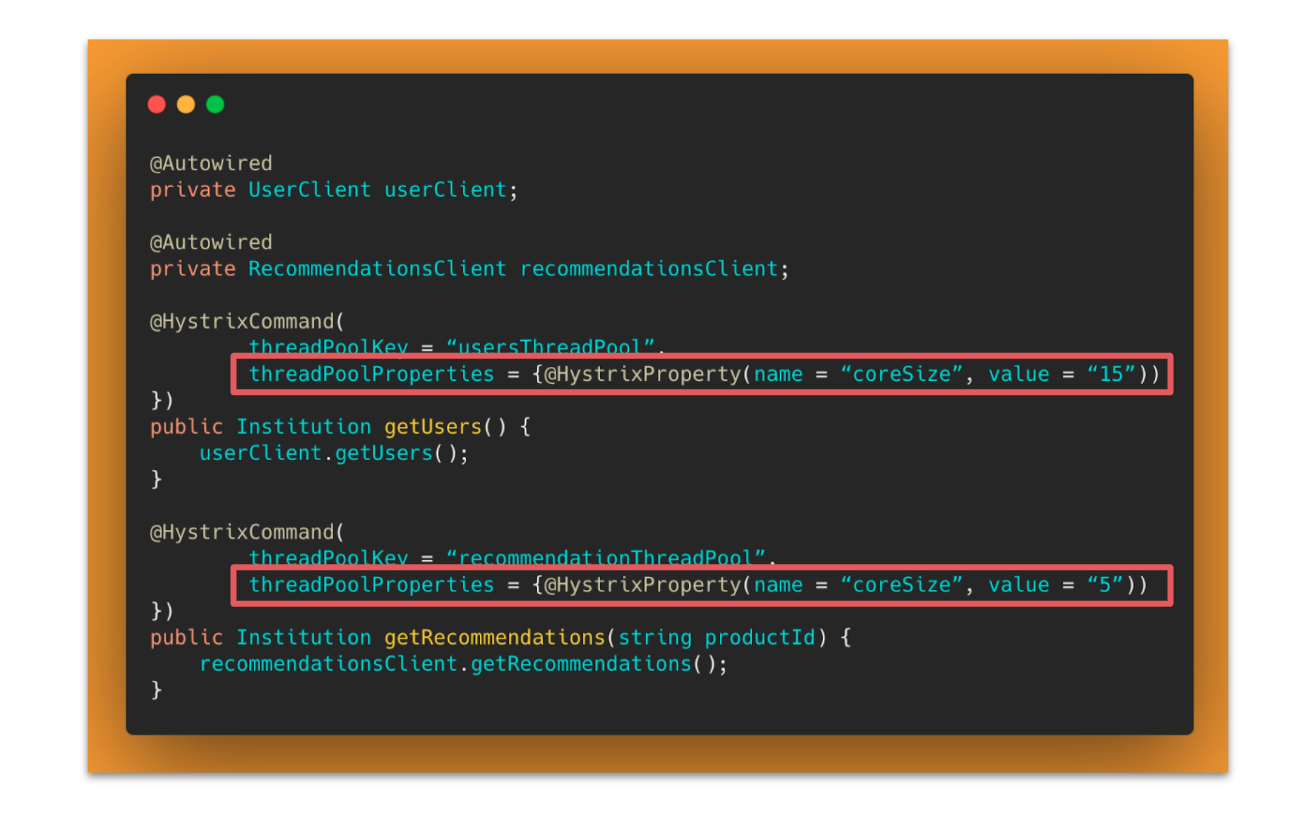 @Autowired
private UserClient userClient;
@Autowired
private RecommendationsClient recommendationsClient;
@HystrixCommand(
threadPoolKey = “usersThreadPool”,
threadPoolProperties = {@HystrixProperty(name = “coreSize”, value = “15”))
})
public Institution getUsers() {
userClient.getUsers();
}
@HystrixCommand(
threadPoolKey = “recommendationThreadPool”,
threadPoolProperties = {@HystrixProperty(name = “coreSize”, value = “5”))
})
public Institution getRecommendations(string productId) {
recommendationsClient.getRecommendations();
}